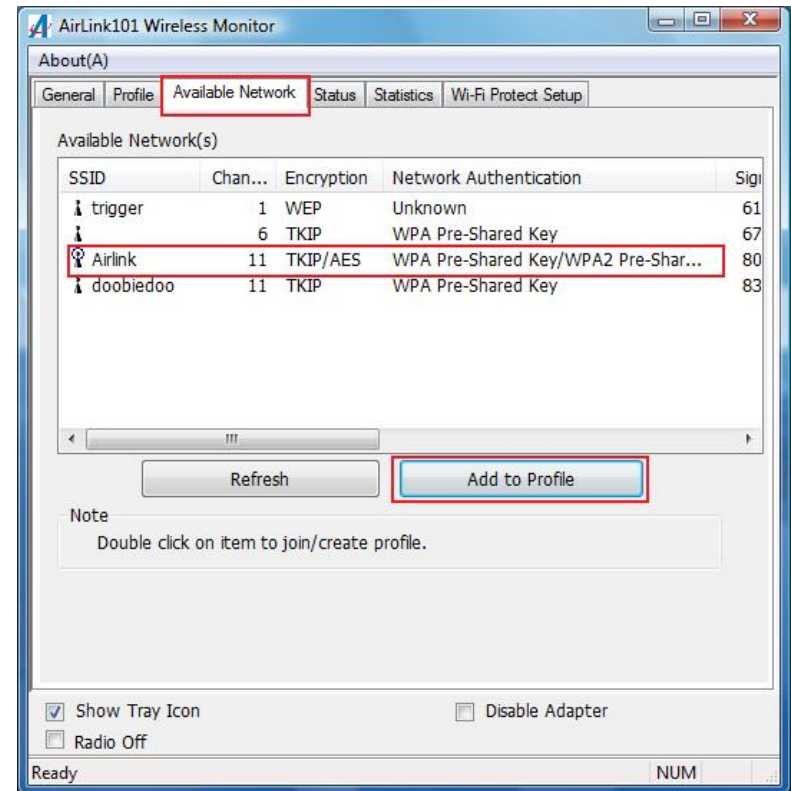 AirLink101 Wireless Monitor
About(A)
General Profile Available Network Status Statistics Wi-Fi Protect Setup
Available Network(s)
SSID Chan... Encryption Network Authentication Sig
trigger 1 WEP Unknown 61
6 TKIP WPA Pre-Shared Key 67
Airlink 11 TKIP/AES WPA Pre-Shared Key/WPA2 Pre-Shar... 80
doobiedoo 11 TKIP WPA Pre-Shared Key 83
Refresh Add to Profile
Note
Double click on item to join/create profile.
Show Tray Icon Disable Adapter
Radio Off
Ready NUM